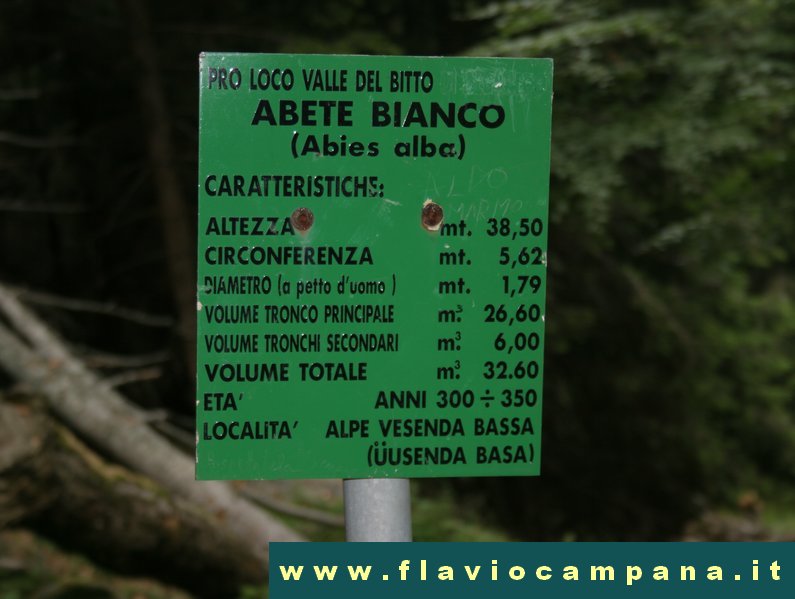 PRO LOCO VALLE DEL BITTO
ABETE BIANCO
(Abies alba)
CARATTERISTICHE:
ALTEZZA mt. 38,50
CIRCONFERENZA mt. 5,62
DIAMETRO (a petto d'uomo ) mt. 1,79
VOLUME TRONCO PRINCIPALE m³. 26,60
VOLUME TRONCHI SECONDARI m³. 6,00
VOLUME TOTALE m³. 32.60
ETA' ANNI 300 ÷ 350
LOCALITA' ALPE VESENDA BASSA
(ÜUSENDA BASA)
www.flaviocampana.it